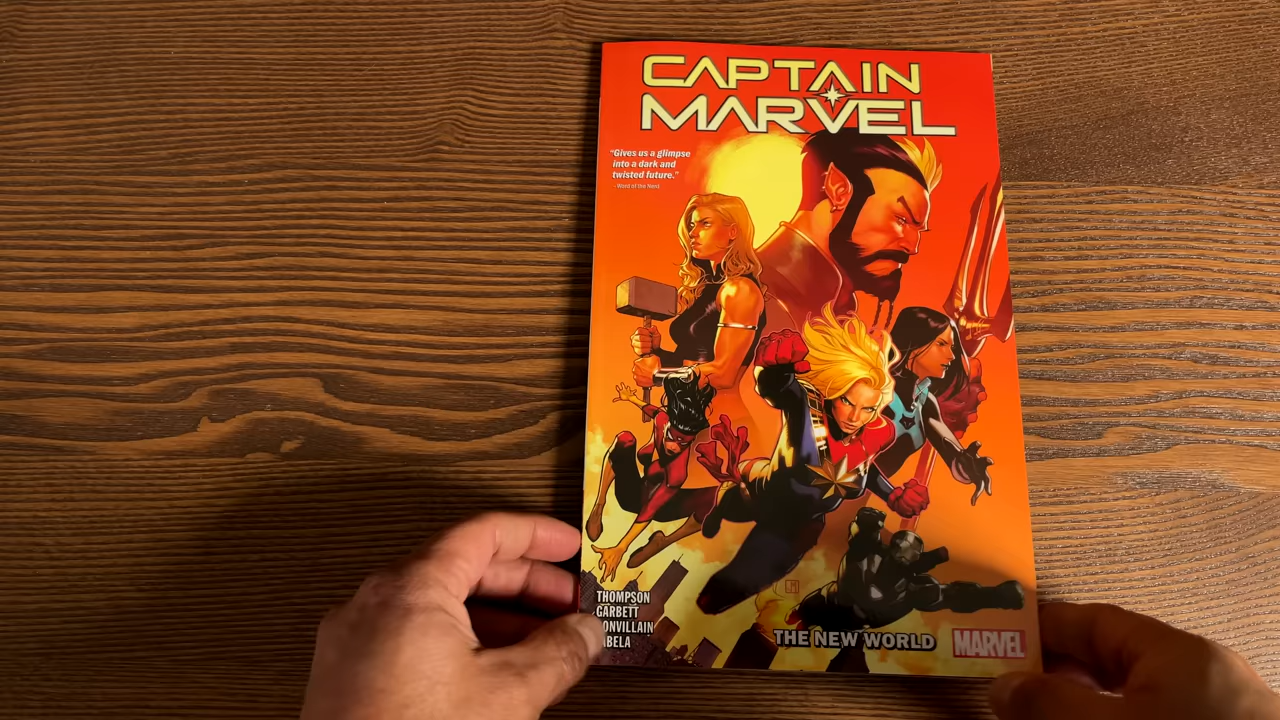 CAPTAIN
MARVEL
“Gives us a glimpse
into a dark and
twisted future.”
- Word of the Nerd
THOMPSON
GARBETT
ONVILLAIN
ABELA
THE NEW WORLD
MARVEL